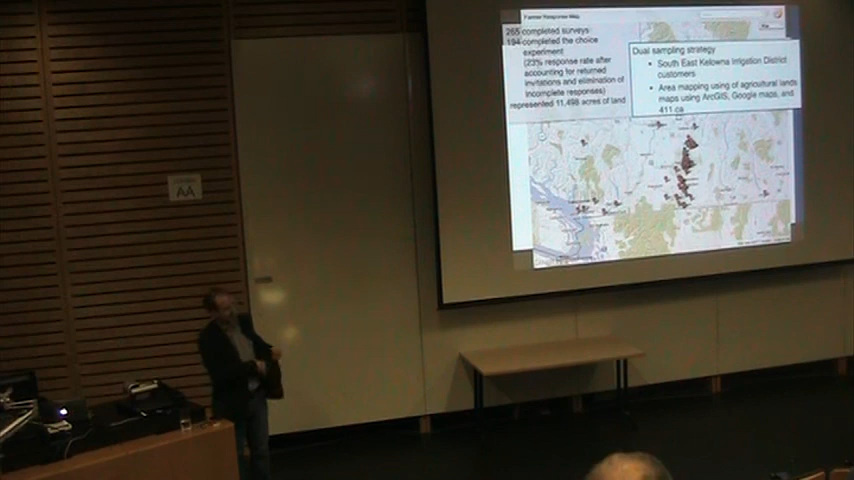 Farmer Response Map
265 completed surveys
194 completed the choice
experiment
(23% response rate after
accounting for returned
invitations and elimination of
incomplete responses)
represented 11,498 acres of land
Dual sampling strategy
South East Kelowna Irrigation District
customers
Area mapping using of agricultural lands
maps using ArcGIS, Google maps, and
411 ca
AA